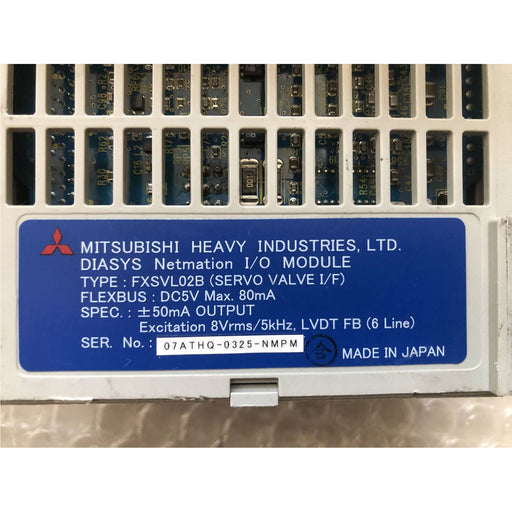 MITSUBISHI HEAVY INDUSTRIES, LTD.
DIASYS Netmation I/O MODULE
TYPE : FXSVL02B (SERVO VALVE I/F)
FLEXBUS : DC5V Max. 80mA
SPEC. : ±50mA OUTPUT
Excitation 8Vrms/5kHz, LVDT FB (6 Line)
SER. No. : 07ATHQ-0325-NMPM
MADE IN JAPAN